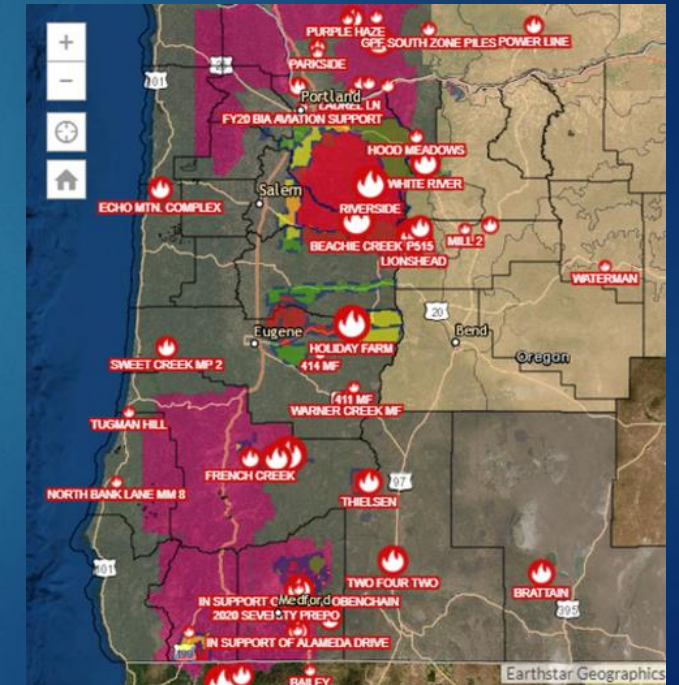 PURPLE HAZE
GPF SOUTH ZONE PILES POWER LINE
PARKSIDE
101
Portland
LAUREL LN
FY20 BIA AVIATION SUPPORT
HOOD MEADOWS
WHITE RIVER
Salem
ECHO MTN. COMPLEX
RIVERSIDE
BEACHIE CREEK P515
MILL 2
LIONSHEAD
WATERMAN
20
Eugene
Bend
HOLIDAY FARM
Oregon
SWEET CREEK MP 2
414 MF
411 MF
WARNER CREEK MF
TUGMAN HILL
FRENCH CREEK
97
NORTH BANK LANE MM 8
THIELSEN
101
TWO FOUR TWO
BRATTAIN
IN SUPPORT OBENCHAIN
Medford
2020 SEVERITY PREPO
395
IN SUPPORT OF ALAMEDA DRIVE
199
BAILEY
Earthstar Geographics